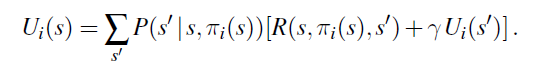 U_i(s) = ∑_{s′} P(s′ | s, π_i(s))[R(s, π_i(s), s′) + γ U_i(s′)] .